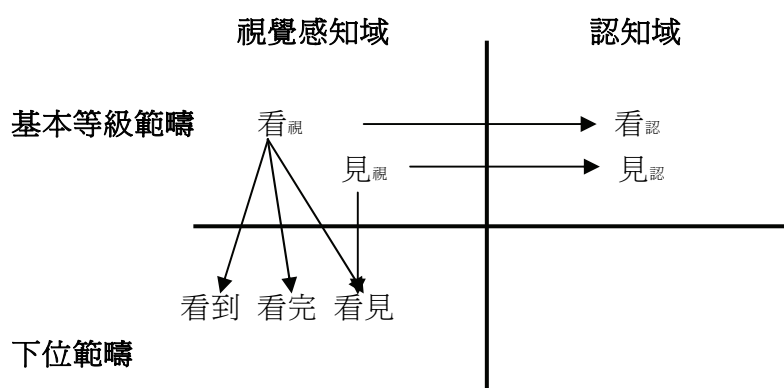 視覺感知域 認知域
基本等級範疇 看視 看認
見視 見認
看到 看完 看見
下位範疇